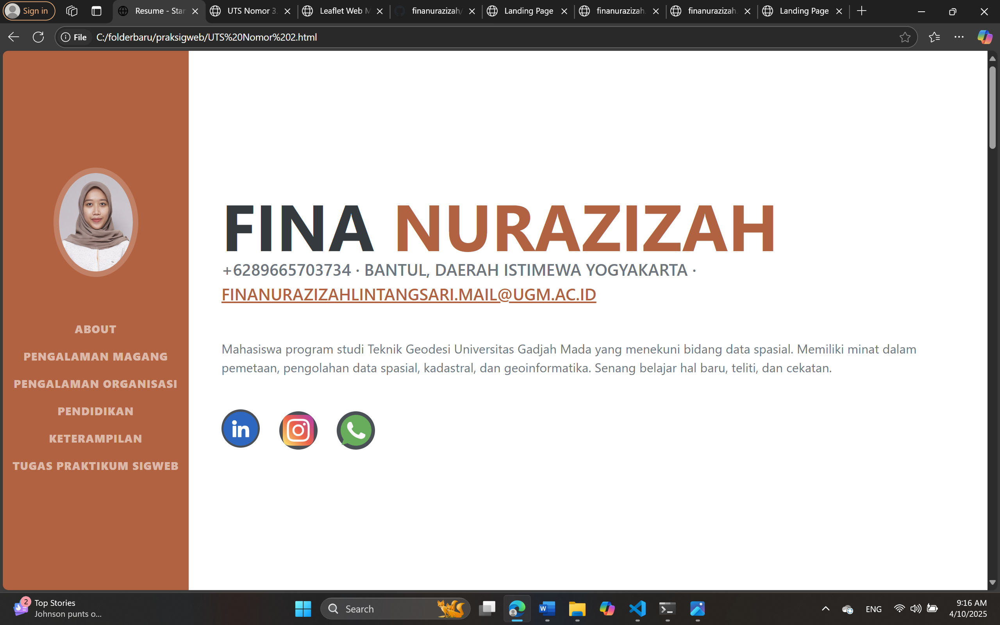 Sign in
Resume - Star
UTS Nomor 3.
Leaflet Web M
finanurazizah/
Landing Page
finanurazizah.
finanurazizah.
Landing Page
File
C:/folderbaru/praksigweb/UTS%20Nomor%202.html
ABOUT
PENGALAMAN MAGANG
PENGALAMAN ORGANISASI
PENDIDIKAN
KETERAMPILAN
TUGAS PRAKTIKUM SIGWEB
FINA NURAZIZAH
+6289665703734 · BANTUL, DAERAH ISTIMEWA YOGYAKARTA ·
FINANURAZIZAHLINTANGSARI.MAIL@UGM.AC.ID
Mahasiswa program studi Teknik Geodesi Universitas Gadjah Mada yang menekuni bidang data spasial. Memiliki minat dalam
pemetaan, pengolahan data spasial, kadastral, dan geoinformatika. Senang belajar hal baru, teliti, dan cekatan.
in
2
Top Stories
Johnson punts o...
Search
W
ENG
9:16 AM
4/10/2025